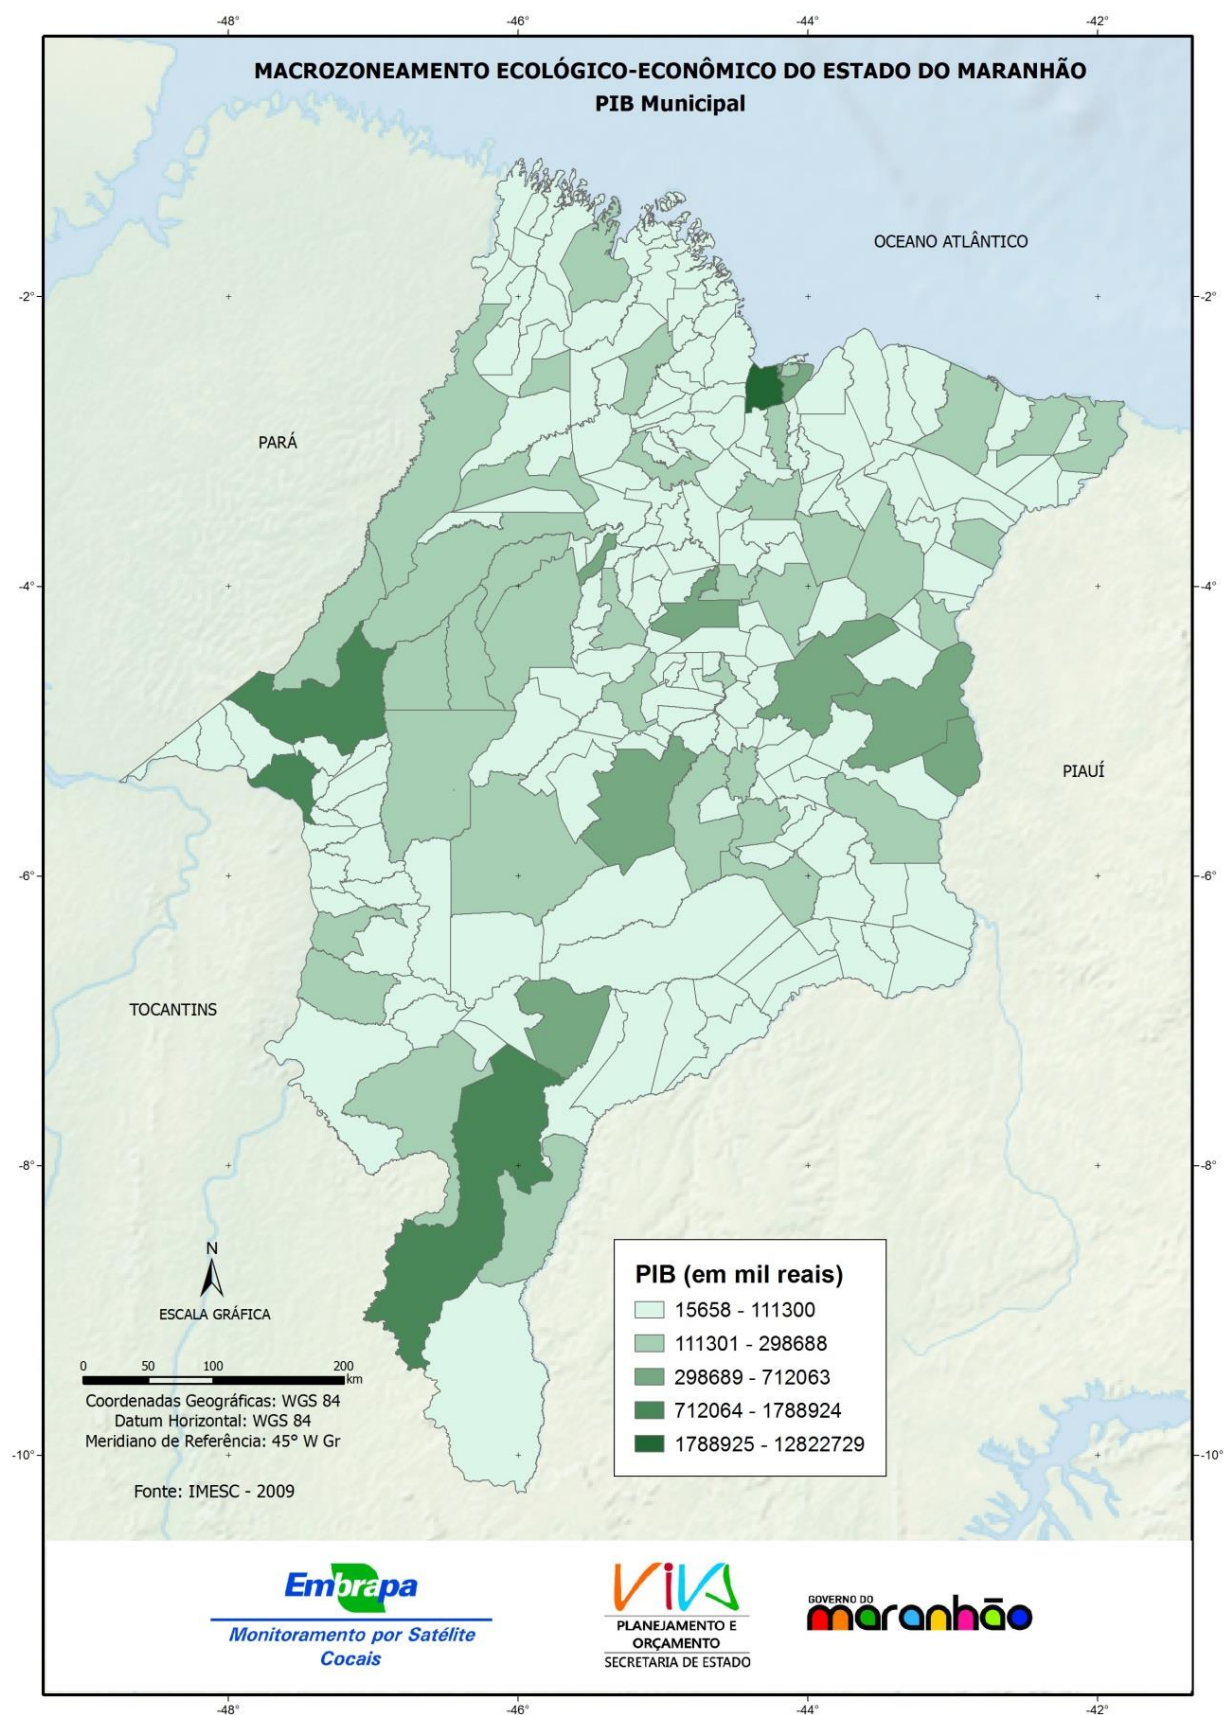 -48°
-46°
-44°
-42°
MACROZONEAMENTO ECOLÓGICO-ECONÔMICO DO ESTADO DO MARANHÃO
PIB Municipal
OCEANO ATLÂNTICO
-2°
-2°
PARÁ
-4°
-4°
PIAUÍ
-6°
-6°
TOCANTINS
-8°
-8°
N
ESCALA GRÁFICA
0 50 100 200
km
Coordenadas Geográficas: WGS 84
Datum Horizontal: WGS 84
Meridiano de Referência: 45° W Gr
Fonte: IMESC - 2009
PIB (em mil reais)
15658 - 111300
111301 - 298688
298689 - 712063
712064 - 1788924
1788925 - 12822729
-10°
-10°
Embrapa
Monitoramento por Satélite
Cocais
VIVA
PLANEJAMENTO E
ORÇAMENTO
SECRETARIA DE ESTADO
GOVERNO DO
maranhão
-48°
-46°
-44°
-42°